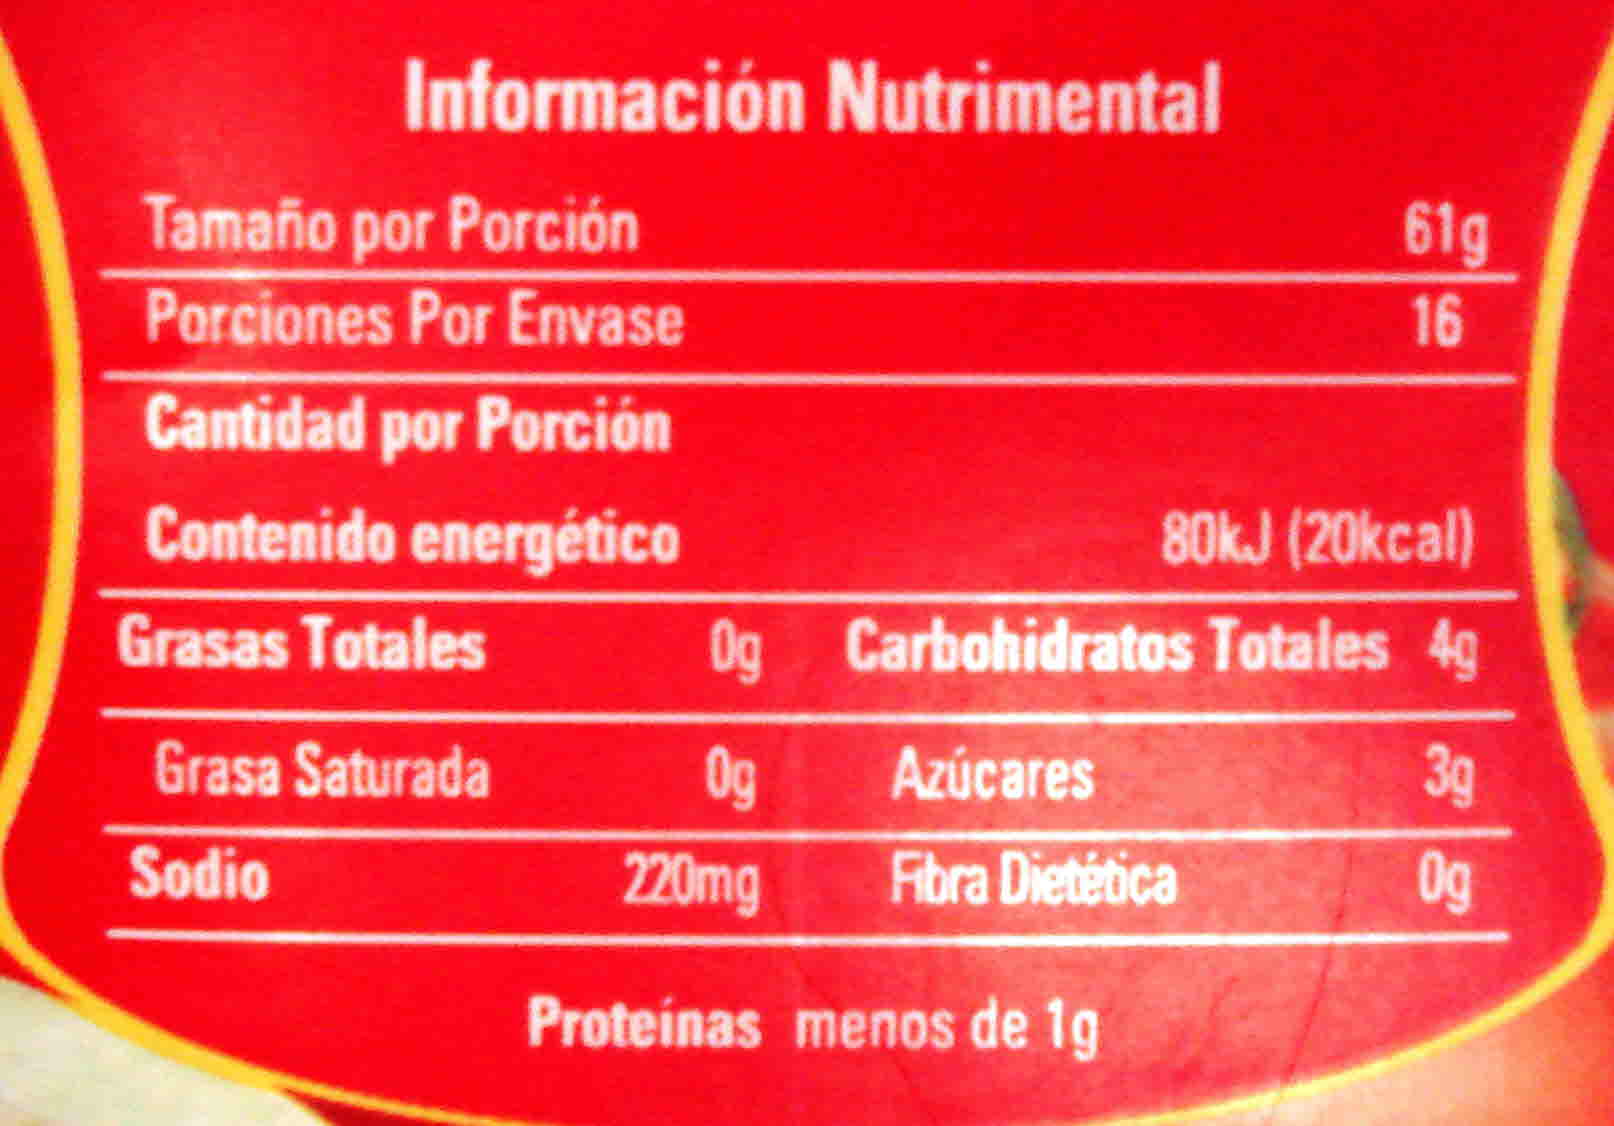 Información Nutrimental
Tamaño por Porción 61g
Porciones Por Envase 16
Cantidad por Porción
Contenido energético 80kJ (20kcal)
Grasas Totales 0g Carbohidratos Totales 4g
Grasa Saturada 0g Azúcares 3g
Sodio 220mg Fibra Dietética 0g
Proteínas menos de 1g